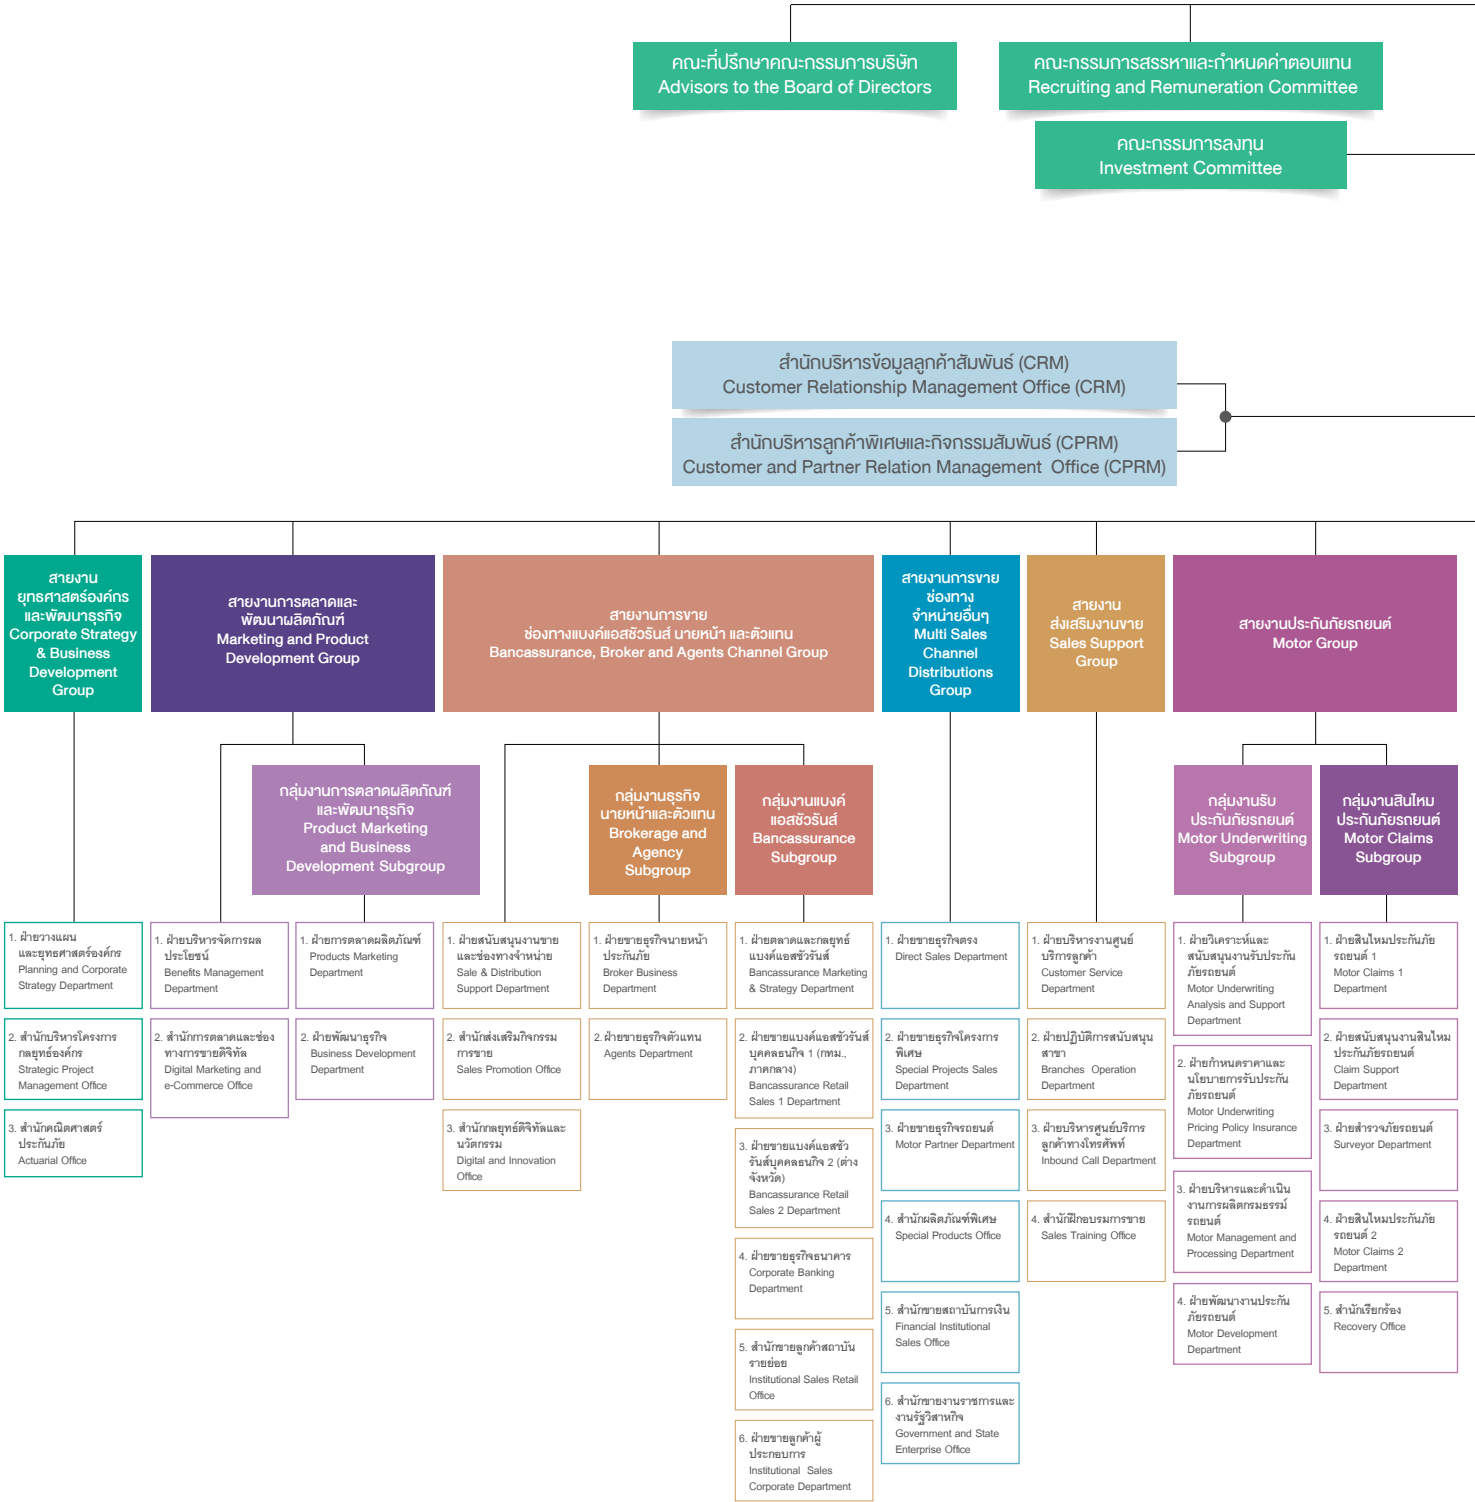 คณะที่ปรึกษาคณะกรรมการบริษัท
Advisors to the Board of Directors
คณะกรรมการสรรหาและกำหนดค่าตอบแทน
Recruiting and Remuneration Committee
คณะกรรมการลงทุน
Investment Committee
สำนักบริหารข้อมูลลูกค้าสัมพันธ์ (CRM)
Customer Relationship Management Office (CRM)
สำนักบริหารลูกค้าพิเศษและกิจกรรมสัมพันธ์ (CPRM)
Customer and Partner Relation Management Office (CPRM)
สายงาน
ยุทธศาสตร์องค์กร
และพัฒนาธุรกิจ
Corporate Strategy
& Business
Development
Group
สายงานการตลาดและ
พัฒนาผลิตภัณฑ์
Marketing and Product
Development Group
สายงานการขาย
ช่องทางแบงค์แอสชัวรันส์ นายหน้า และตัวแทน
Bancassurance, Broker and Agents Channel Group
สายงานการขาย
ช่องทาง
จำหน่ายอื่นๆ
Multi Sales
Channel
Distributions
Group
สายงาน
ส่งเสริมงานขาย
Sales Support
Group
สายงานประกันภัยรถยนต์
Motor Group
กลุ่มงานการตลาดผลิตภัณฑ์
และพัฒนาธุรกิจ
Product Marketing
and Business
Development Subgroup
กลุ่มงานธุรกิจ
นายหน้าและตัวแทน
Brokerage and
Agency
Subgroup
กลุ่มงานแบงค์
แอสชัวรันส์
Bancassurance
Subgroup
กลุ่มงานรับ
ประกันภัยรถยนต์
Motor Underwriting
Subgroup
กลุ่มงานสินไหม
ประกันภัยรถยนต์
Motor Claims
Subgroup
1. ฝ่ายวางแผน
และยุทธศาสตร์องค์กร
Planning and Corporate
Strategy Department
2. สำนักบริหารโครงการ
กลยุทธ์องค์กร
Strategic Project
Management Office
3. สำนักคณิตศาสตร์
ประกันภัย
Actuarial Office
1. ฝ่ายบริหารจัดการผล
ประโยชน์
Benefits Management
Department
2. สำนักการตลาดและช่อง
ทางการขายดิจิทัล
Digital Marketing and
e-Commerce Office
1. ฝ่ายการตลาดผลิตภัณฑ์
Products Marketing
Department
2. ฝ่ายพัฒนาธุรกิจ
Business Development
Department
1. ฝ่ายสนับสนุนงานขาย
และช่องทางจำหน่าย
Sale & Distribution
Support Department
2. สำนักส่งเสริมกิจกรรม
การขาย
Sales Promotion Office
3. สำนักกลยุทธ์ดิจิทัลและ
นวัตกรรม
Digital and Innovation
Office
1. ฝ่ายขายธุรกิจนายหน้า
ประกันภัย
Broker Business
Department
2. ฝ่ายขายธุรกิจตัวแทน
Agents Department
1. ฝ่ายตลาดและกลยุทธ์
แบงค์แอสชัวรันส์
Bancassurance Marketing
& Strategy Department
2. ฝ่ายขายแบงค์แอสชัวรันส์
บุคคลธนกิจ 1 (กทม.,
ภาคกลาง)
Bancassurance Retail
Sales 1 Department
3. ฝ่ายขายแบงค์แอสชัว
รันส์บุคคลธนกิจ 2 (ต่าง
จังหวัด)
Bancassurance Retail
Sales 2 Department
4. ฝ่ายขายธุรกิจธนาคาร
Corporate Banking
Department
5. สำนักขายลูกค้าสถาบัน
รายย่อย
Institutional Sales Retail
Office
6. ฝ่ายขายลูกค้าผู้
ประกอบการ
Institutional Sales
Corporate Department
1. ฝ่ายขายธุรกิจตรง
Direct Sales Department
2. ฝ่ายขายธุรกิจโครงการ
พิเศษ
Special Projects Sales
Department
3. ฝ่ายขายธุรกิจรถยนต์
Motor Partner Department
4. สำนักผลิตภัณฑ์พิเศษ
Special Products Office
5. สำนักขายสถาบันการเงิน
Financial Institutional
Sales Office
6. สำนักขายงานราชการและ
งานรัฐวิสาหกิจ
Government and State
Enterprise Office
1. ฝ่ายบริหารงานศูนย์
บริการลูกค้า
Customer Service
Department
2. ฝ่ายปฏิบัติการสนับสนุน
สาขา
Branches Operation
Department
3. ฝ่ายบริหารศูนย์บริการ
ลูกค้าทางโทรศัพท์
Inbound Call Department
4. สำนักฝึกอบรมการขาย
Sales Training Office
1. ฝ่ายวิเคราะห์และ
สนับสนุนงานรับประกัน
ภัยรถยนต์
Motor Underwriting
Analysis and Support
Department
2. ฝ่ายกำหนดราคาและ
นโยบายการรับประกัน
ภัยรถยนต์
Motor Underwriting
Pricing Policy Insurance
Department
3. ฝ่ายบริหารและดำเนิน
งานการผลิตกรมธรรม์
รถยนต์
Motor Management and
Processing Department
4. ฝ่ายพัฒนางานประกัน
ภัยรถยนต์
Motor Development
Department
1. ฝ่ายสินไหมประกันภัย
รถยนต์ 1
Motor Claims 1
Department
2. ฝ่ายสนับสนุนงานสินไหม
ประกันภัยรถยนต์
Claim Support
Department
3. ฝ่ายสำรวจภัยรถยนต์
Surveyor Department
4. ฝ่ายสินไหมประกันภัย
รถยนต์ 2
Motor Claims 2
Department
5. สำนักเรียกร้อง
Recovery Office